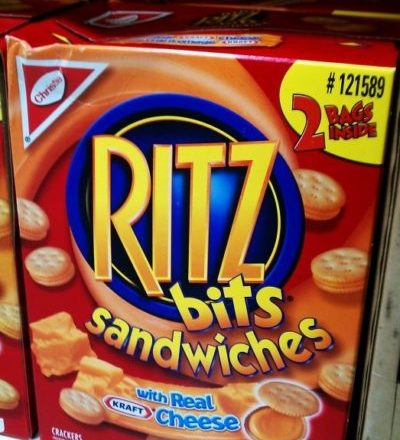 Christie
# 121589
2 BAGS
INSIDE
RITZ
bits
sandwiches
with Real
KRAFT Cheese
CRACKERS